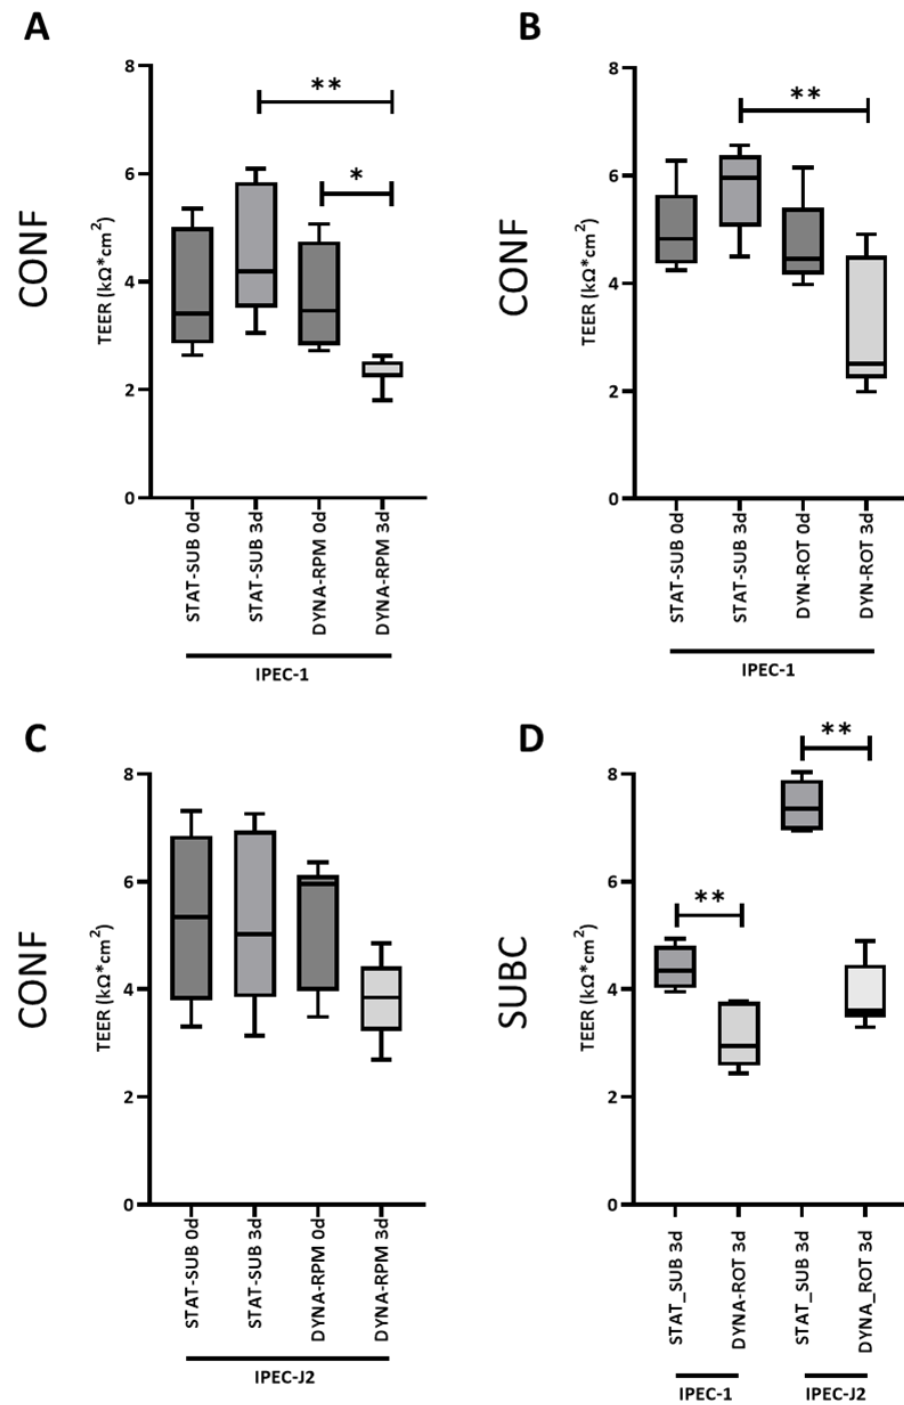 A
CONF
TEER (kΩ*cm2)
8
6
4
2
0
**
*
STAT-SUB 0d
STAT-SUB 3d
DYNA-RPM 0d
DYNA-RPM 3d
IPEC-1
B
CONF
TEER (kΩ*cm2)
8
6
4
2
0
**
STAT-SUB 0d
STAT-SUB 3d
DYN-ROT 0d
DYN-ROT 3d
IPEC-1
C
CONF
TEER (kΩ*cm2)
8
6
4
2
0
STAT-SUB 0d
STAT-SUB 3d
DYNA-RPM 0d
DYNA-RPM 3d
IPEC-J2
D
SUBC
TEER (kΩ*cm2)
8
6
4
2
0
**
**
STAT_SUB 3d
DYNA-ROT 3d
STAT_SUB 3d
DYNA_ROT 3d
IPEC-1
IPEC-J2